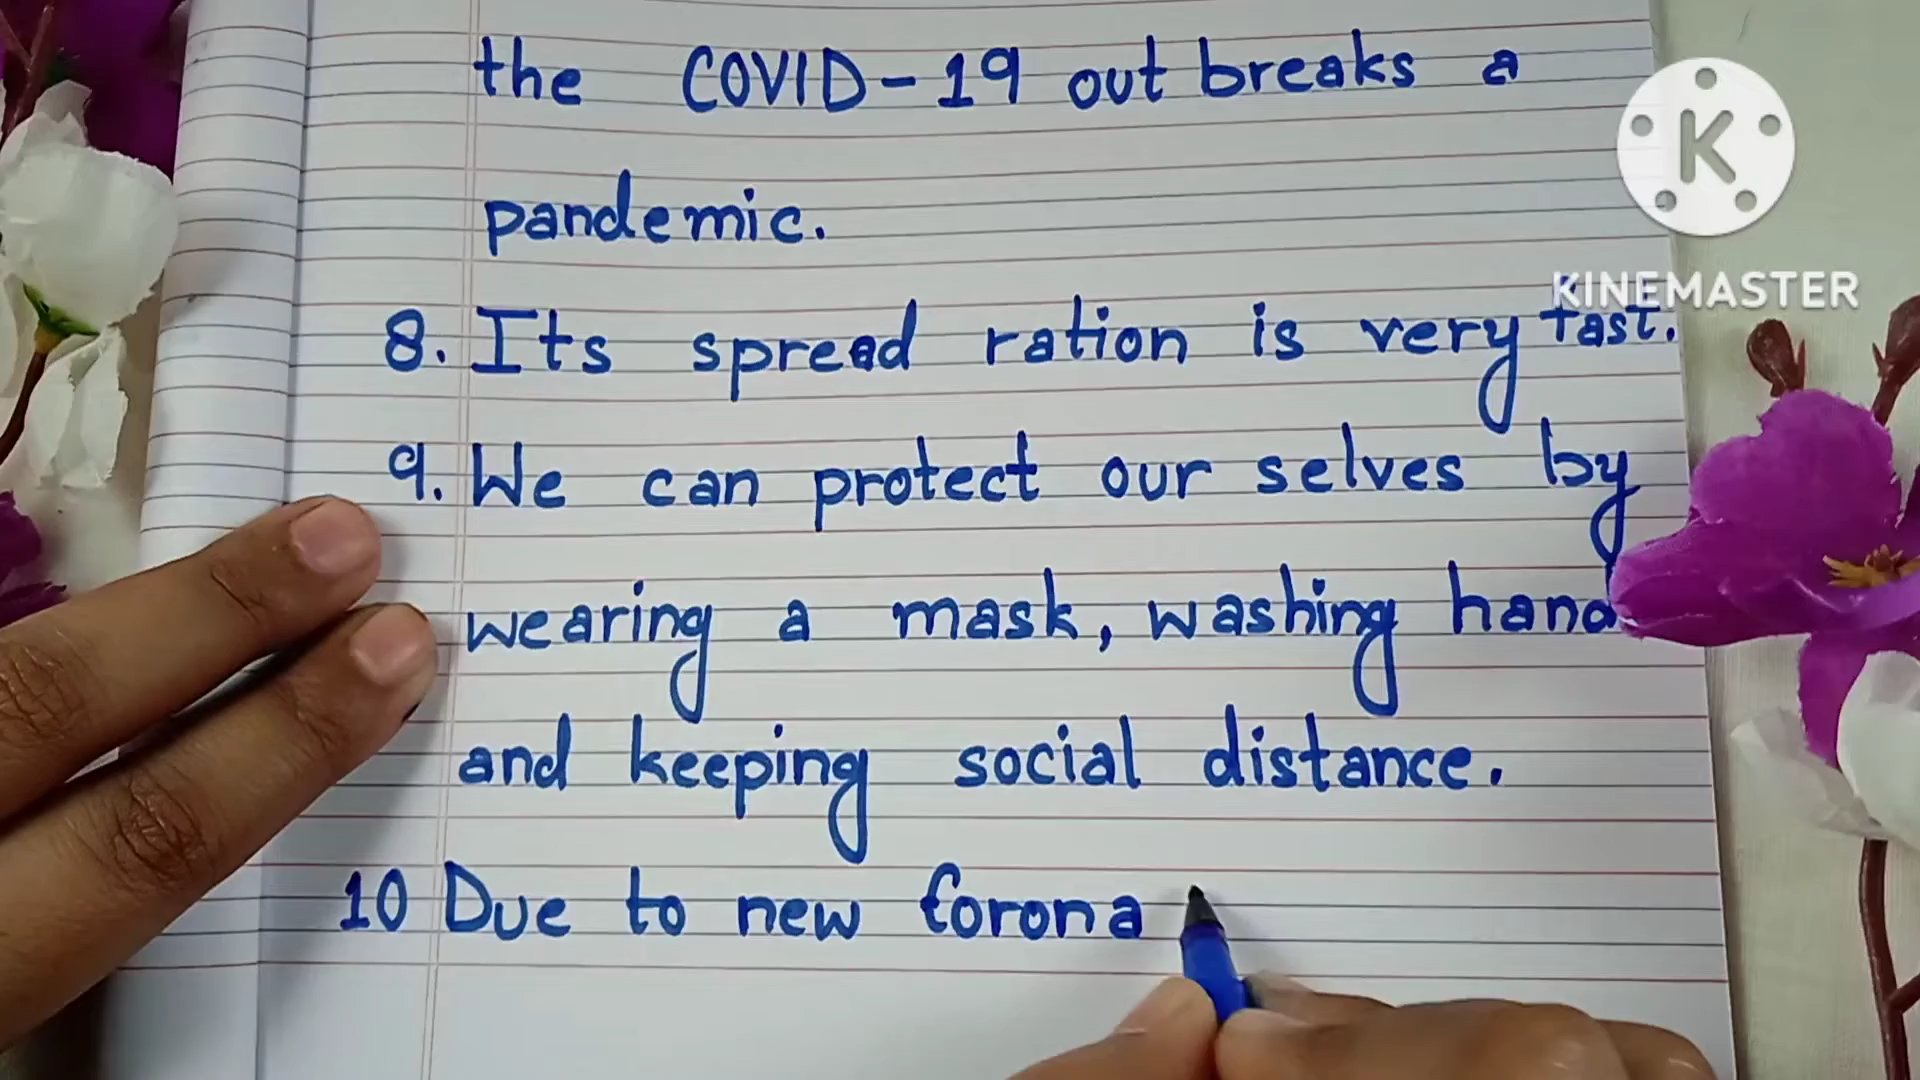 the COVID-19 out breaks a
pandemic.
8. Its spread ration is very fast.
9. We can protect our selves by
wearing a mask, washing hand
and keeping social distance.
10 Due to new Corona
K
KINEMASTER